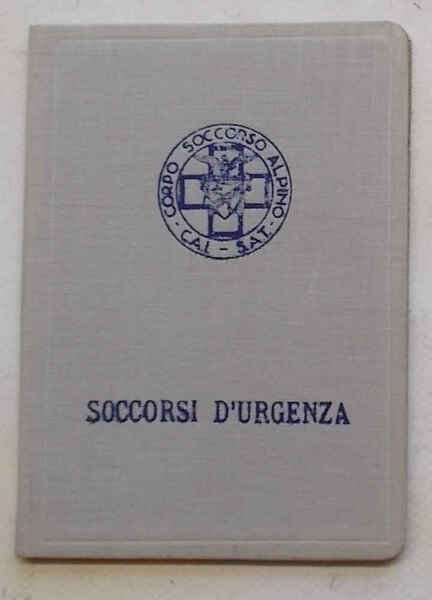 CORPO SOCCORSO ALPINO
- C.A.I. - S.A.T. -
SOCCORSI D'URGENZA